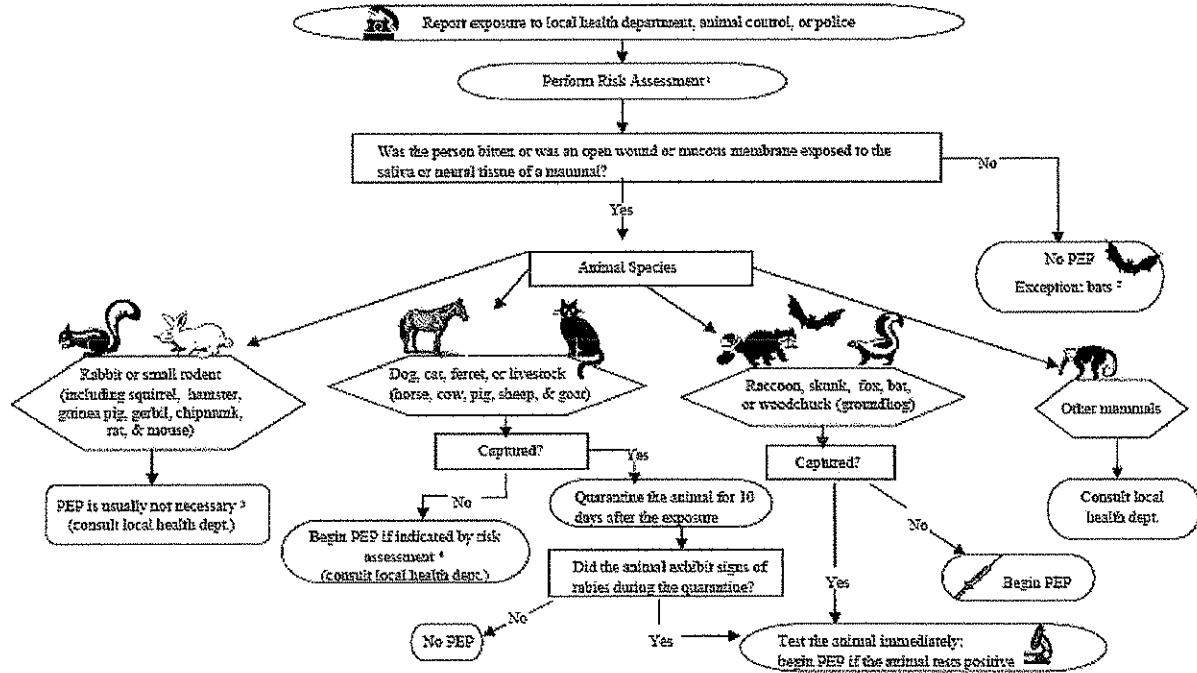 Report exposure to local health department, animal control, or police
Perform Risk Assessment ¹
Was the person bitten or was an open wound or mucous membrane exposed to the
saliva or neural tissue of a mammal?
No
Yes
No PEP
Exception: bats ²
Animal Species
Rabbit or small rodent
(including squirrel, hamster,
guinea pig, gerbil, chipmunk,
rat, & mouse)
Dog, cat, ferret, or livestock
(horse, cow, pig, sheep, & goat)
Raccoon, skunk, fox, bat,
or woodchuck (groundhog)
Other mammals
PEP is usually not necessary ³
(consult local health dept.)
Captured?
Yes
No
Begin PEP if indicated by risk
assessment ⁴
(consult local health dept.)
Quarantine the animal for 10
days after the exposure
Did the animal exhibit signs of
rabies during the quarantine?
No
No PEP
Yes
Captured?
No
Begin PEP
Yes
Test the animal immediately;
begin PEP if the animal tests positive
Consult local
health dept.